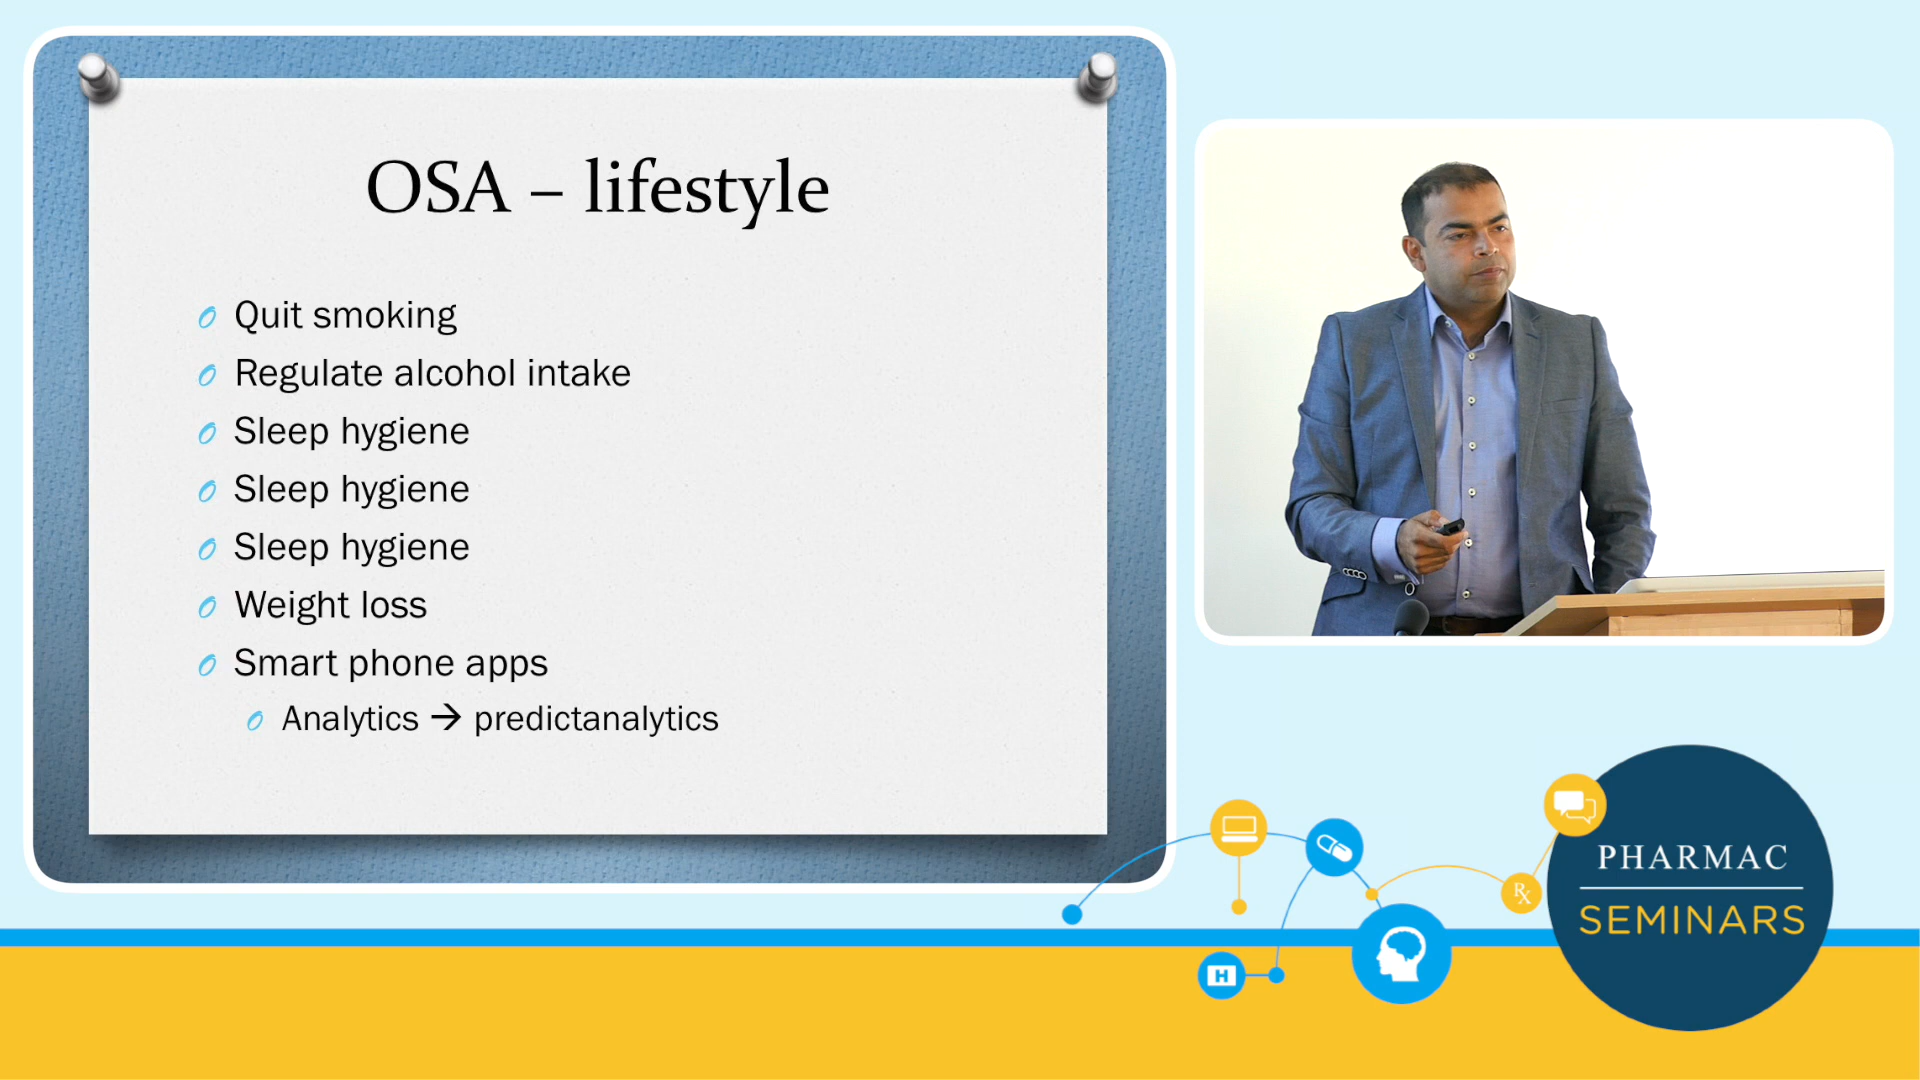 OSA – lifestyle
Quit smoking
Regulate alcohol intake
Sleep hygiene
Sleep hygiene
Sleep hygiene
Weight loss
Smart phone apps
Analytics → predictanalytics
H
Rx
PHARMAC
SEMINARS